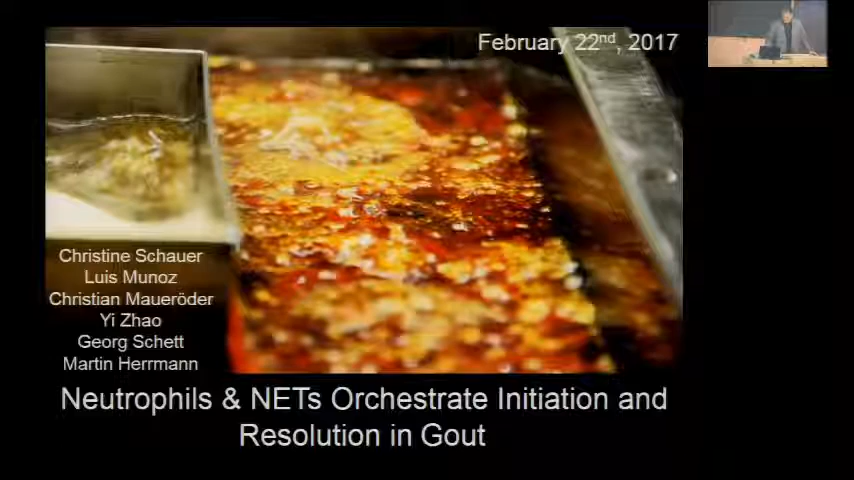 February 22nd, 2017
Christine Schauer
Luis Munoz
Christian Maueröder
Yi Zhao
Georg Schett
Martin Herrmann
Neutrophils & NETs Orchestrate Initiation and
Resolution in Gout